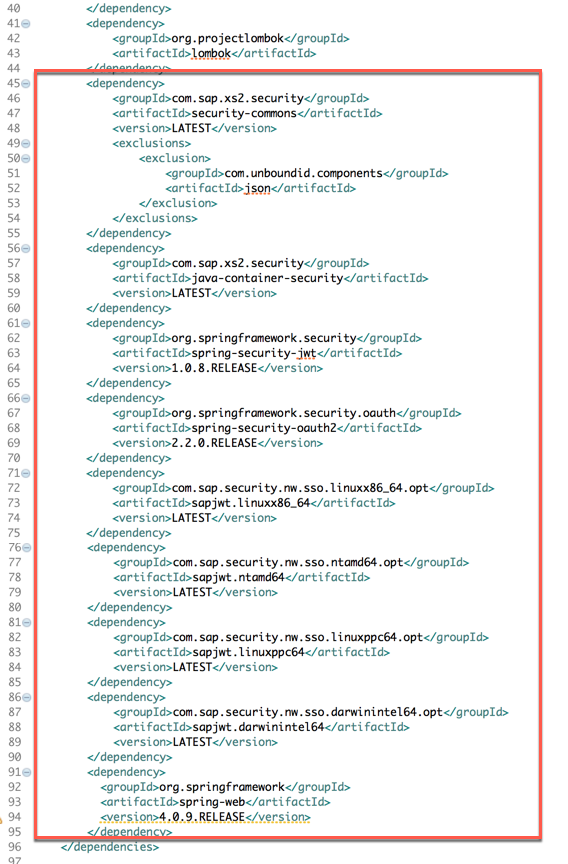 40 </dependency>
41 <dependency>
42 <groupId>org.projectlombok</groupId>
43 <artifactId>lombok</artifactId>
44 </dependency>
45 <dependency>
46 <groupId>com.sap.xs2.security</groupId>
47 <artifactId>security-commons</artifactId>
48 <version>LATEST</version>
49 <exclusions>
50 <exclusion>
51 <groupId>com.unboundid.components</groupId>
52 <artifactId>json</artifactId>
53 </exclusion>
54 </exclusions>
55 </dependency>
56 <dependency>
57 <groupId>com.sap.xs2.security</groupId>
58 <artifactId>java-container-security</artifactId>
59 <version>LATEST</version>
60 </dependency>
61 <dependency>
62 <groupId>org.springframework.security</groupId>
63 <artifactId>spring-security-jwt</artifactId>
64 <version>1.0.8.RELEASE</version>
65 </dependency>
66 <dependency>
67 <groupId>org.springframework.security.oauth</groupId>
68 <artifactId>spring-security-oauth2</artifactId>
69 <version>2.2.0.RELEASE</version>
70 </dependency>
71 <dependency>
72 <groupId>com.sap.security.nw.sso.linuxx86_64.opt</groupId>
73 <artifactId>sapjwt.linuxx86_64</artifactId>
74 <version>LATEST</version>
75 </dependency>
76 <dependency>
77 <groupId>com.sap.security.nw.sso.ntamd64.opt</groupId>
78 <artifactId>sapjwt.ntamd64</artifactId>
79 <version>LATEST</version>
80 </dependency>
81 <dependency>
82 <groupId>com.sap.security.nw.sso.linuxppc64.opt</groupId>
83 <artifactId>sapjwt.linuxppc64</artifactId>
84 <version>LATEST</version>
85 </dependency>
86 <dependency>
87 <groupId>com.sap.security.nw.sso.darwinintel64.opt</groupId>
88 <artifactId>sapjwt.darwinintel64</artifactId>
89 <version>LATEST</version>
90 </dependency>
91 <dependency>
92 <groupId>org.springframework</groupId>
93 <artifactId>spring-web</artifactId>
94 <version>4.0.9.RELEASE</version>
95 </dependency>
96 </dependencies>
97